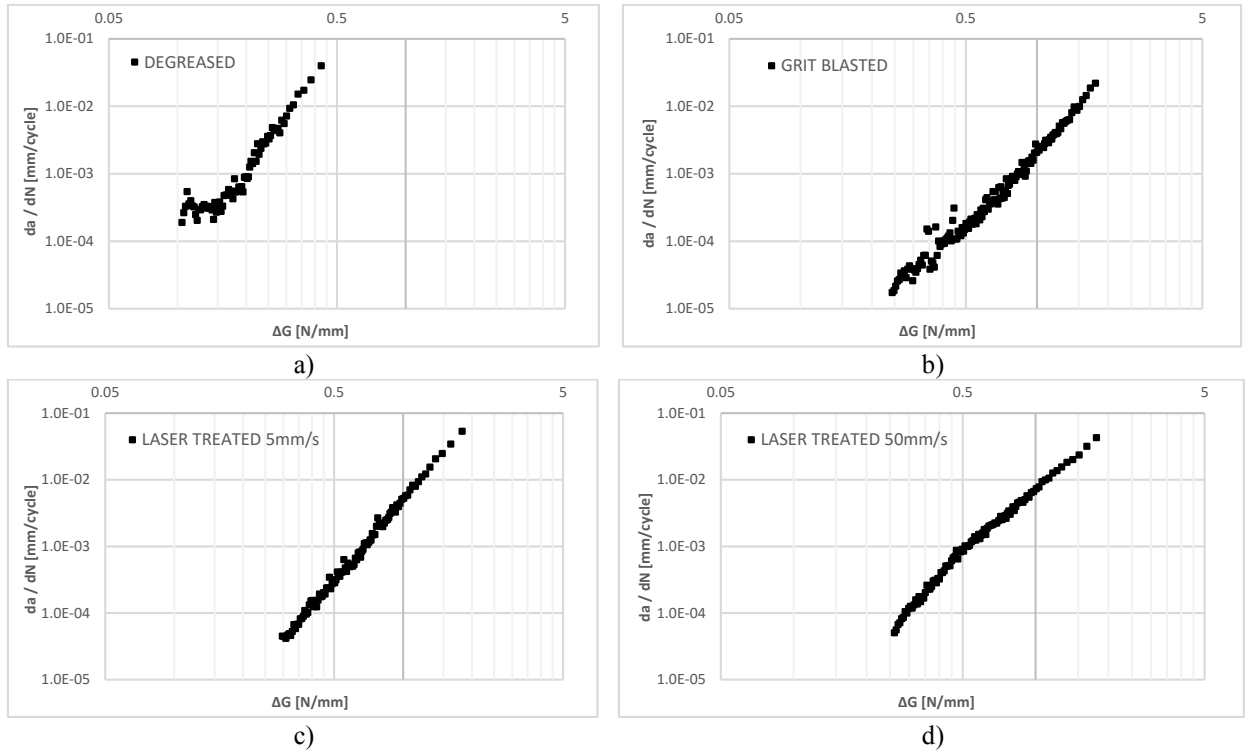 0.05 0.5 5
1.0E-01
DEGREASED
1.0E-02
1.0E-03
1.0E-04
1.0E-05
da / dN [mm/cycle]
ΔG [N/mm]
a)
0.05 0.5 5
1.0E-01
GRIT BLASTED
1.0E-02
1.0E-03
1.0E-04
1.0E-05
da / dN [mm/cycle]
ΔG [N/mm]
b)
0.05 0.5 5
1.0E-01
LASER TREATED 5mm/s
1.0E-02
1.0E-03
1.0E-04
1.0E-05
da / dN [mm/cycle]
ΔG [N/mm]
c)
0.05 0.5 5
1.0E-01
LASER TREATED 50mm/s
1.0E-02
1.0E-03
1.0E-04
1.0E-05
da / dN [mm/cycle]
ΔG [N/mm]
d)